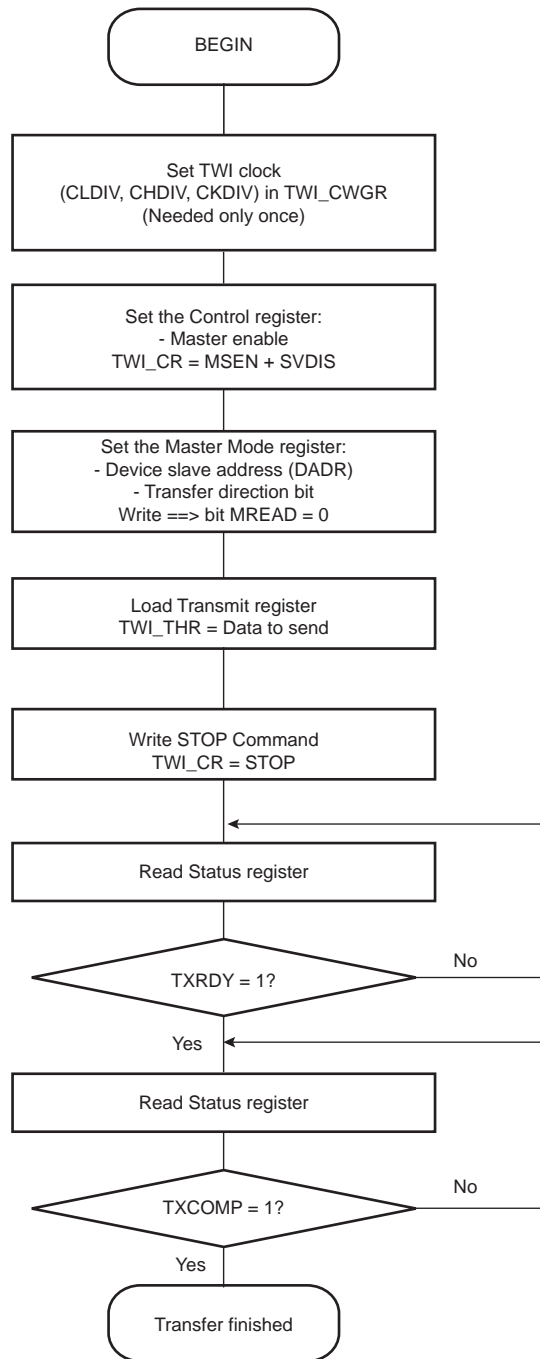 BEGIN
Set TWI clock
(CLDIV, CHDIV, CKDIV) in TWI_CWGR
(Needed only once)
Set the Control register:
- Master enable
TWI_CR = MSEN + SVDIS
Set the Master Mode register:
- Device slave address (DADR)
- Transfer direction bit
Write ==> bit MREAD = 0
Load Transmit register
TWI_THR = Data to send
Write STOP Command
TWI_CR = STOP
Read Status register
TXRDY = 1?
No
Yes
Read Status register
TXCOMP = 1?
No
Yes
Transfer finished